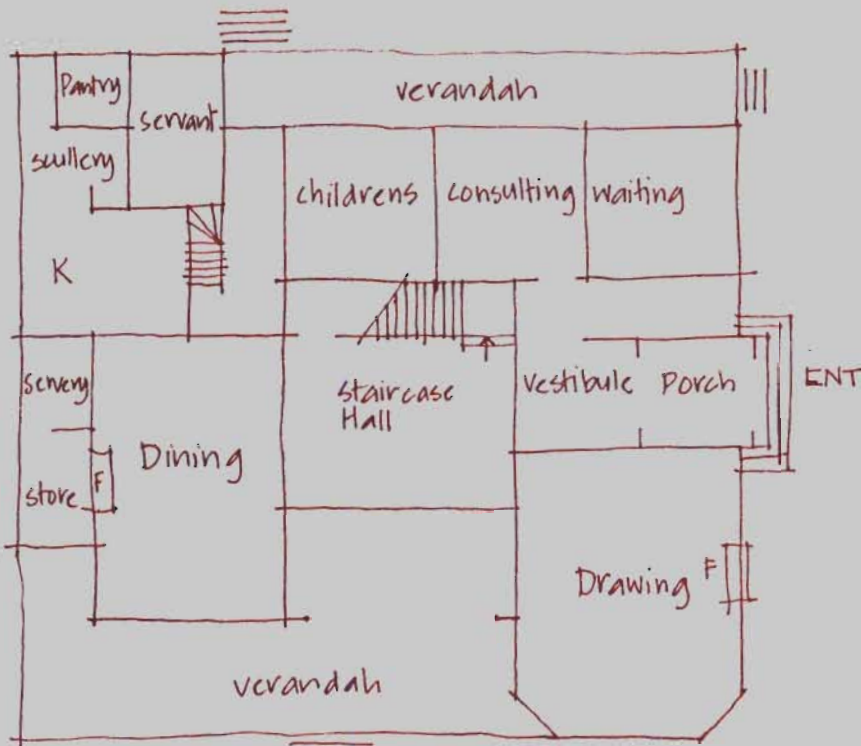 Pantry
verandah
servant
scullery
childrens
consulting
waiting
K
servery
staircase
Hall
vestibule
Porch
ENT
Dining
F
store
Drawing
F
verandah